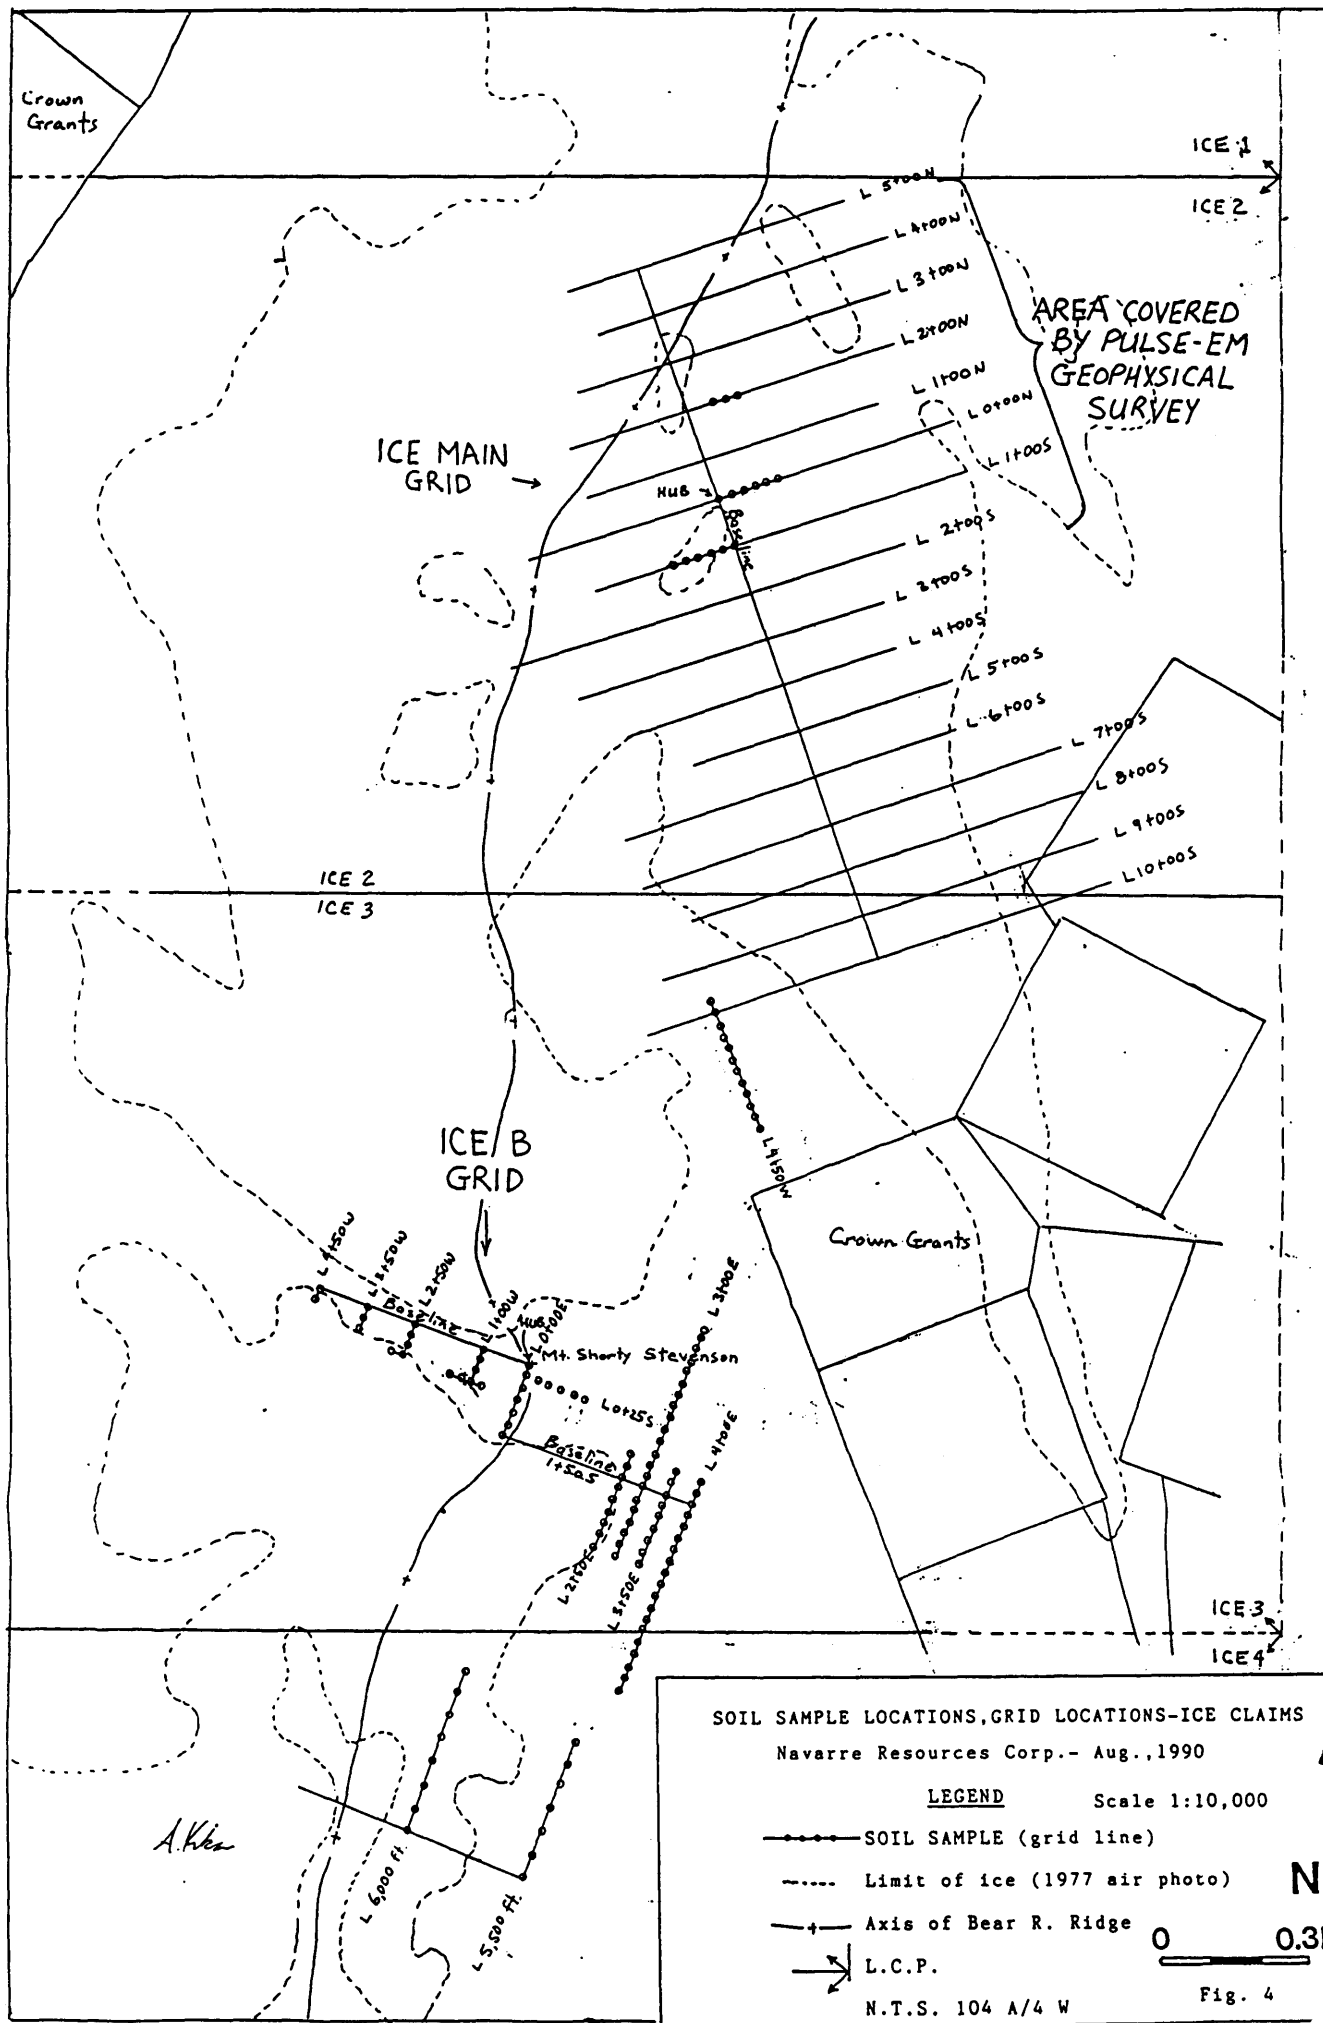 Crown
Grants
ICE 1
ICE 2
L 5+00N
L 4+00N
L 3+00N
L 2+00N
L 1+00N
L 0+00N
L 1+00S
AREA COVERED
BY PULSE-EM
GEOPHYSICAL
SURVEY
ICE MAIN
GRID
HUB
Baseline
L 2+00S
L 3+00S
L 4+00S
L 5+00S
L 6+00S
L 7+00S
L 8+00S
L 9+00S
L 10+00S
ICE 2
ICE 3
L 4+50W
ICE B
GRID
Crown Grants
L 4+50W
L 3+50W
L 2+50W
L 1+00W
HUB
L 0+00E
Baseline
Mt. Shorty Stevenson
L 3+00E
L 0+25S
L 4+00E
Baseline
1+50S
L 2+50E
L 3+50E
ICE 3
ICE 4
L 6,000 ft.
L 5,500 ft.
SOIL SAMPLE LOCATIONS, GRID LOCATIONS-ICE CLAIMS
Navarre Resources Corp.- Aug., 1990
LEGEND
Scale 1:10,000
SOIL SAMPLE (grid line)
Limit of ice (1977 air photo)
N
Axis of Bear R. Ridge
0 0.3
L.C.P.
N.T.S. 104 A/4 W
Fig. 4